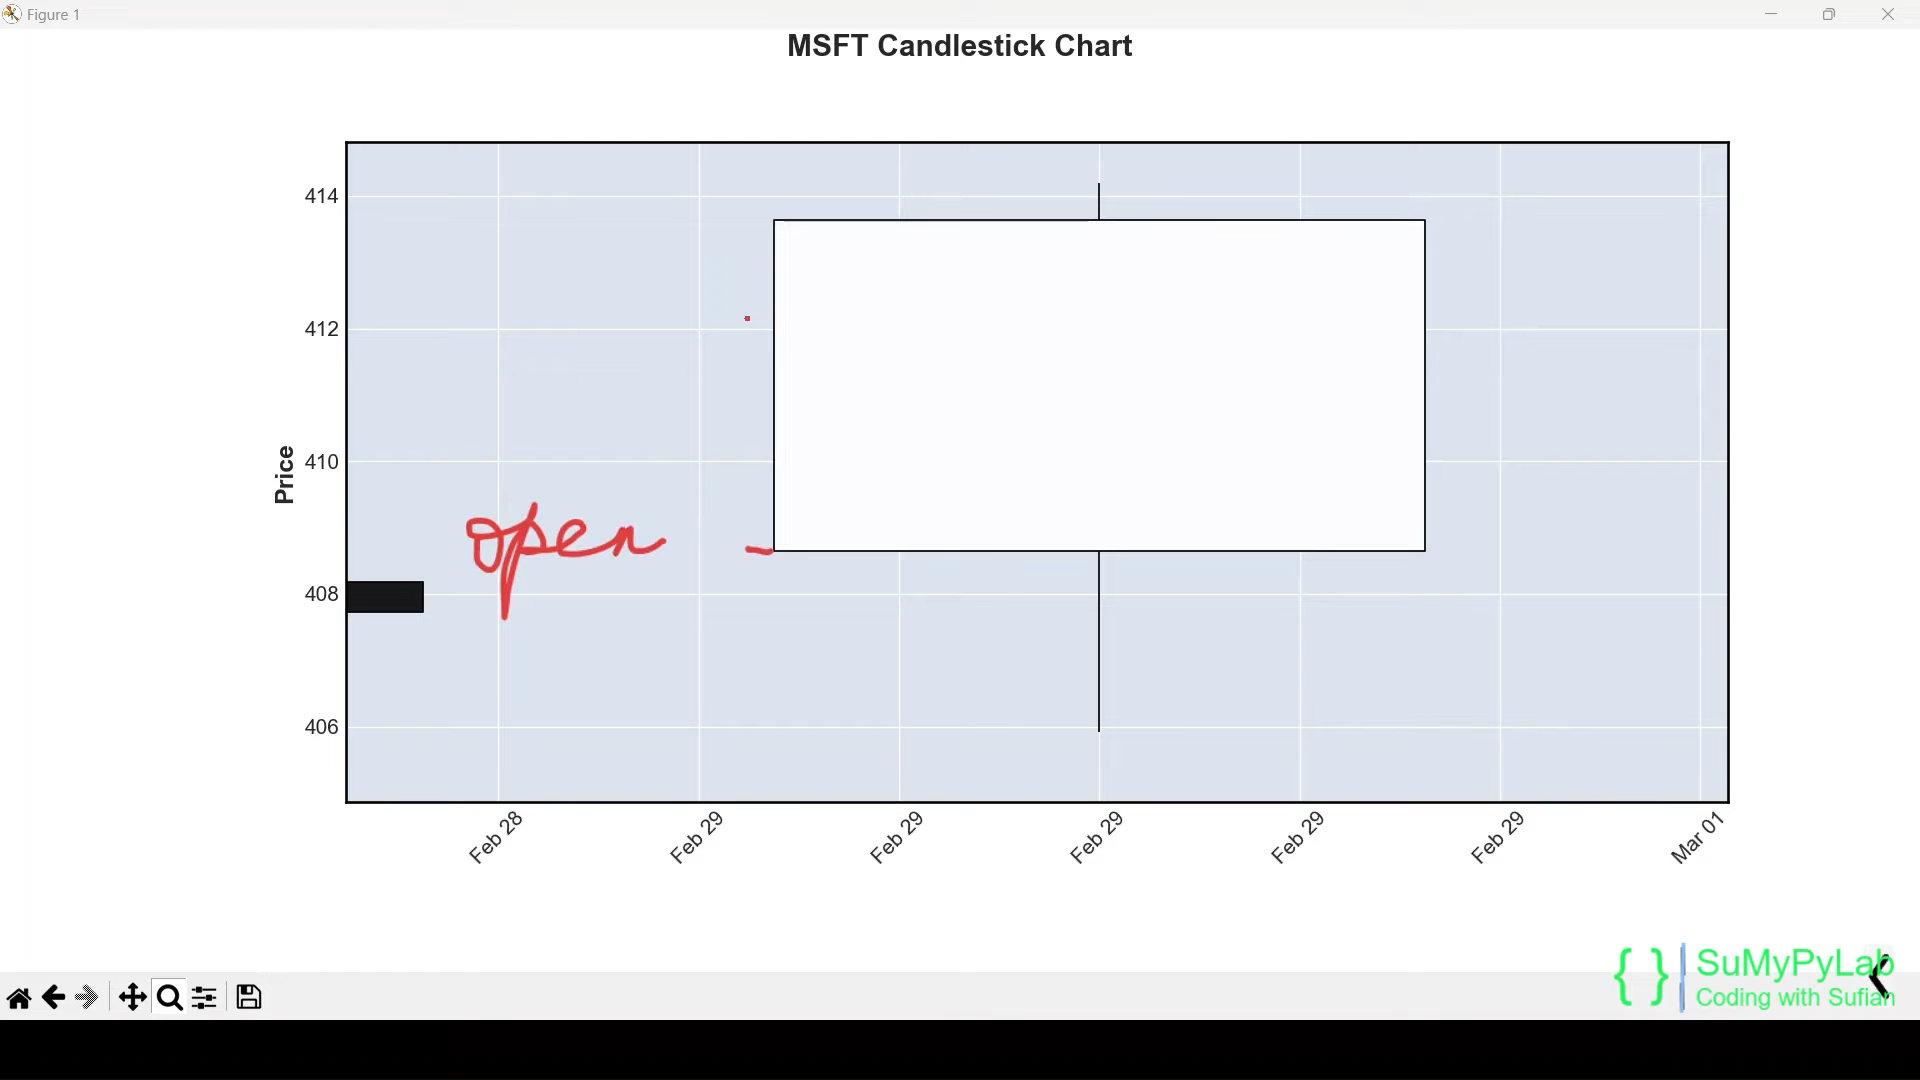 Figure 1
MSFT Candlestick Chart
414
412
410
408
406
Price
open
Feb 28
Feb 29
Feb 29
Feb 29
Feb 29
Feb 29
Mar 01
{ } SuMyPyLab
Coding with Sufian